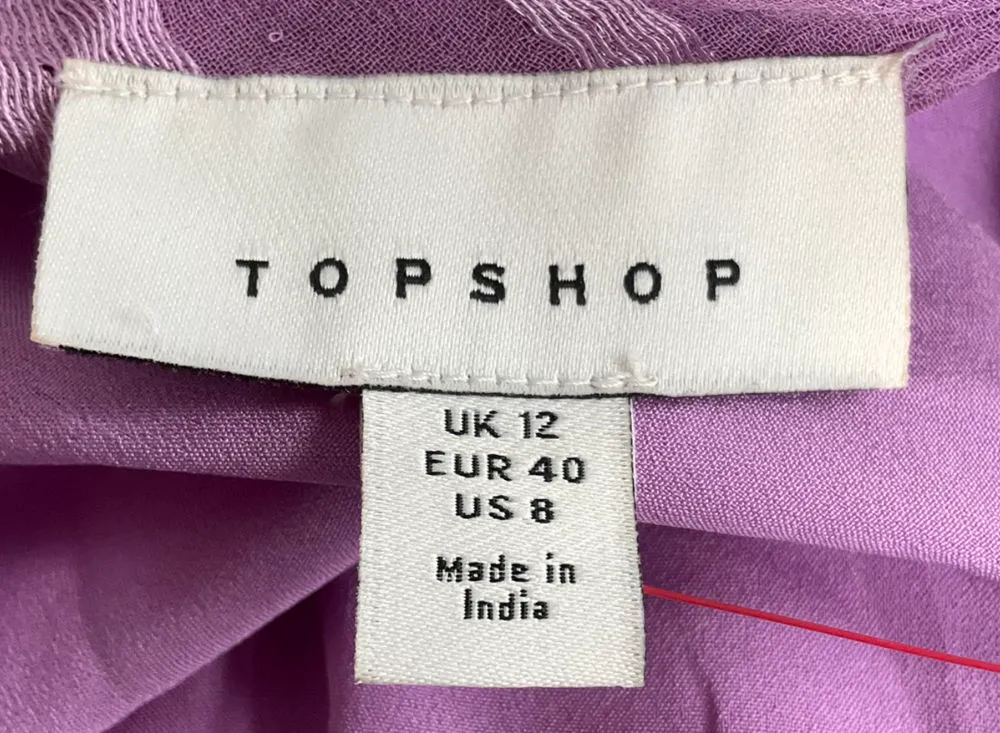 TOPSHOP
UK 12
EUR 40
US 8
Made in
India